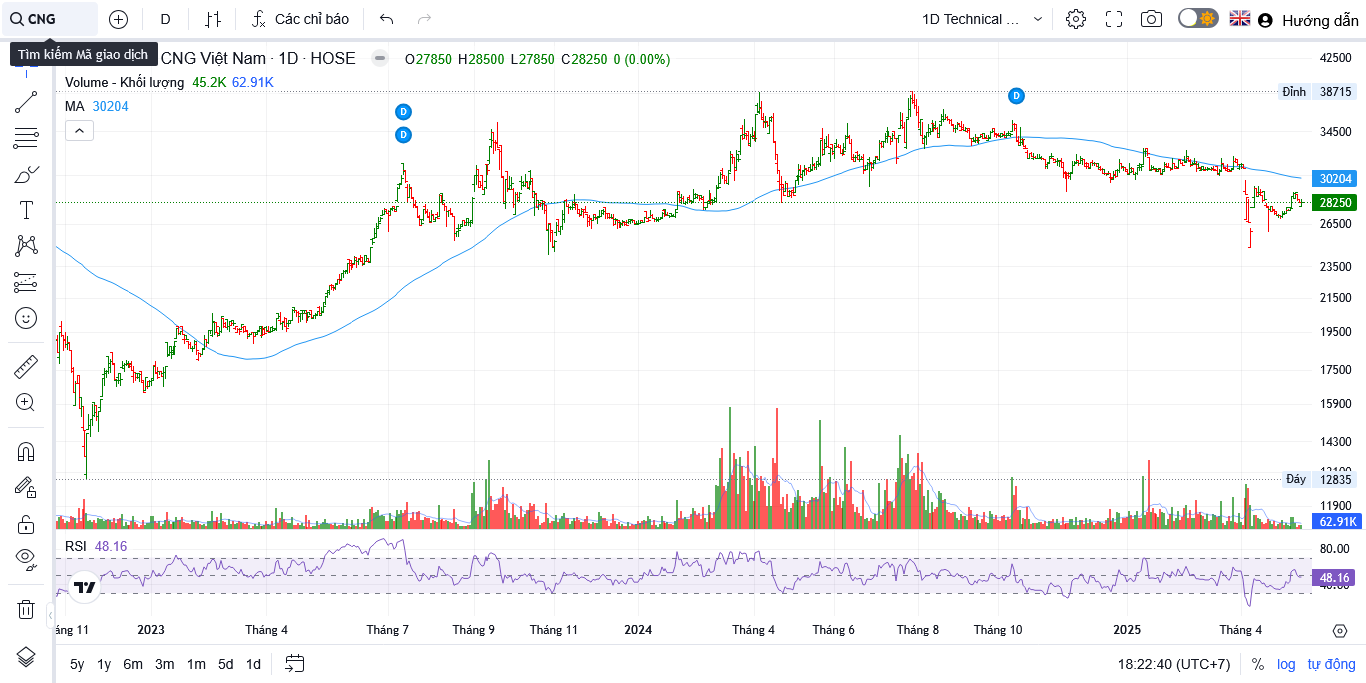 CNG D Các chỉ báo 1D Technical ... Hướng dẫn
Tìm kiếm Mã giao dịch CNG Việt Nam · 1D · HOSE O27850 H28500 L27850 C28250 0 (0.00%)
Volume - Khối lượng 45.2K 62.91K
MA 30204
D
D
D
42500
Đỉnh 38715
34500
30204
28250
26500
23500
21500
19500
17500
15900
14300
Đáy 12835
11900
62.91K
RSI 48.16
80.00
48.16
áng 11 2023 Tháng 4 Tháng 7 Tháng 9 Tháng 11 2024 Tháng 4 Tháng 6 Tháng 8 Tháng 10 2025 Tháng 4
5y 1y 6m 3m 1m 5d 1d 18:22:40 (UTC+7) % log tự động